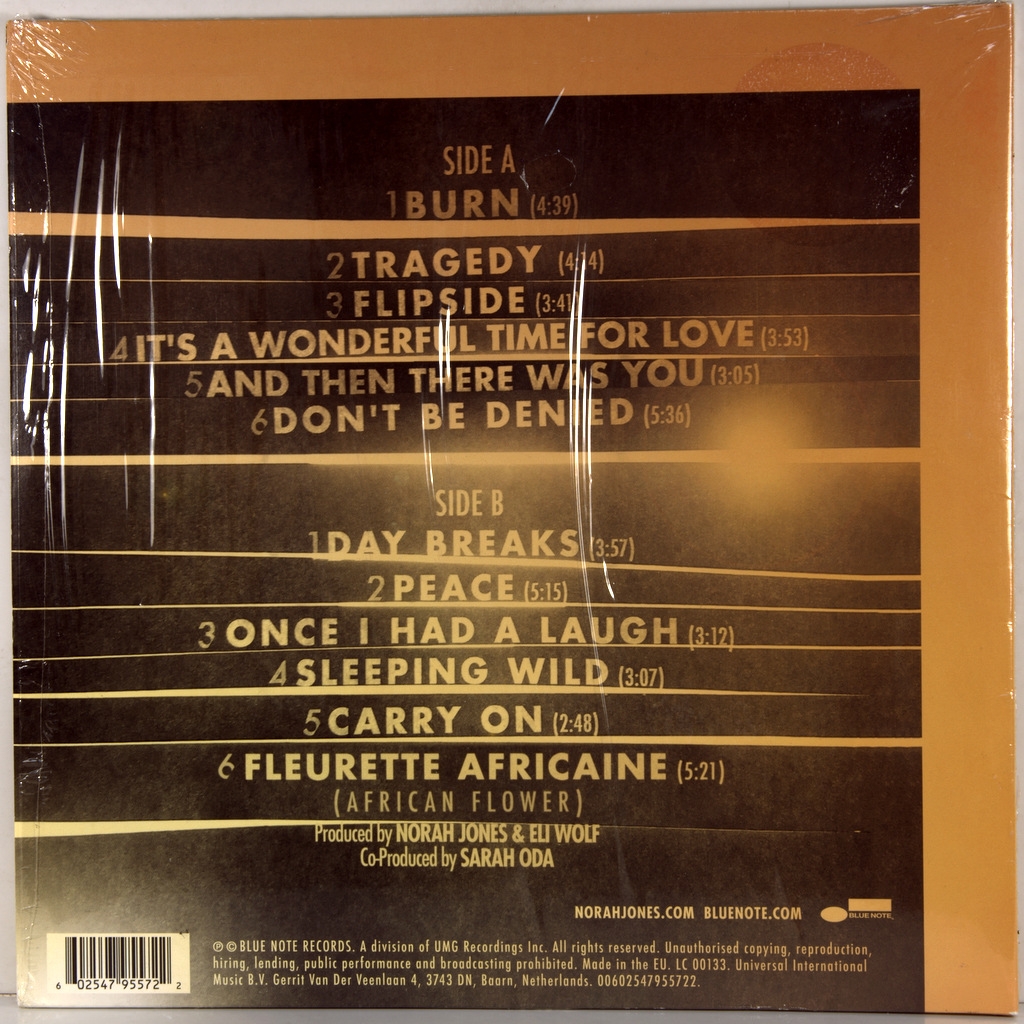 SIDE A
1 BURN (4:39)
2 TRAGEDY (4:14)
3 FLIPSIDE (3:41)
4 IT'S A WONDERFUL TIME FOR LOVE (3:53)
5 AND THEN THERE WAS YOU (3:05)
6 DON'T BE DENIED (5:36)
SIDE B
1 DAY BREAKS (3:57)
2 PEACE (5:15)
3 ONCE I HAD A LAUGH (3:12)
4 SLEEPING WILD (3:07)
5 CARRY ON (2:48)
6 FLEURETTE AFRICAINE (5:21)
(AFRICAN FLOWER)
Produced by NORAH JONES & ELI WOLF
Co-Produced by SARAH ODA
NORAHJONES.COM BLUENOTE.COM BLUE NOTE
℗ © BLUE NOTE RECORDS. A division of UMG Recordings Inc. All rights reserved. Unauthorised copying, reproduction,
hiring, lending, public performance and broadcasting prohibited. Made in the EU. LC 00133. Universal International
Music B.V. Gerrit Van Der Veenlaan 4, 3743 DN, Baarn, Netherlands. 00602547955722.
6 02547 95572 2